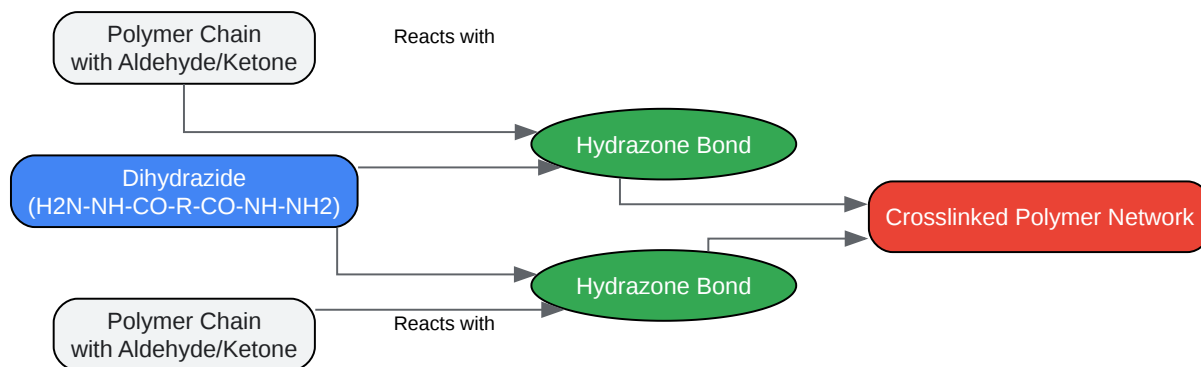 Polymer Chain
with Aldehyde/Ketone
Reacts with
Hydrazone Bond
Dihydrazide
(H2N-NH-CO-R-CO-NH-NH2)
Crosslinked Polymer Network
Hydrazone Bond
Polymer Chain
with Aldehyde/Ketone
Reacts with